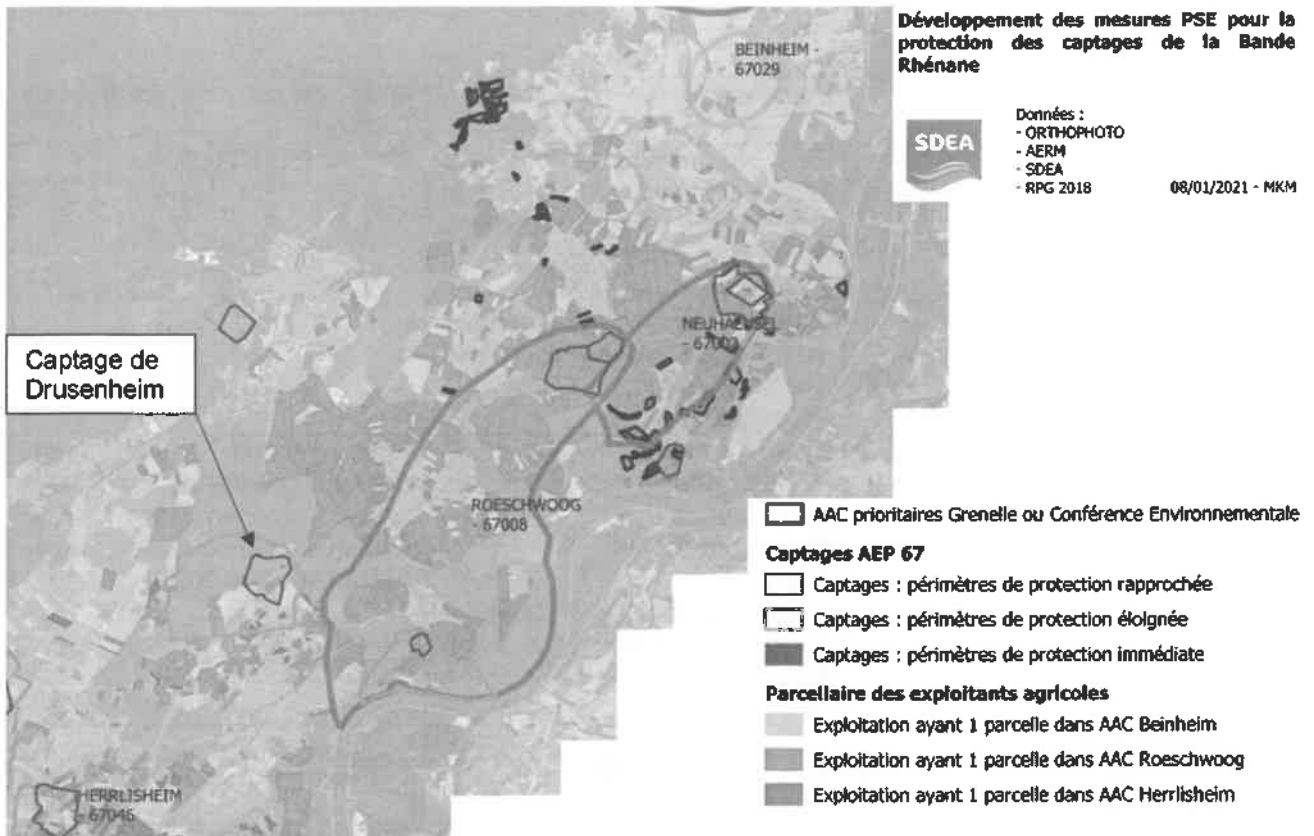 Développement des mesures PSE pour la
protection des captages de la Bande
Rhénane
SDEA
Données :
- ORTHOPHOTO
- AERM
- SDEA
- RPG 2018
08/01/2021 - MKM
BEINHEIM -
67029
NEUHAEUSEL
- 67002
Captage de
Drusenheim
ROESCHWOOG
- 67008
HERRLISHEIM
- 67046
AAC prioritaires Grenelle ou Conférence Environnementale
Captages AEP 67
Captages : périmètres de protection rapprochée
Captages : périmètres de protection éloignée
Captages : périmètres de protection immédiate
Parcellaire des exploitants agricoles
Exploitation ayant 1 parcelle dans AAC Beinheim
Exploitation ayant 1 parcelle dans AAC Roeschwoog
Exploitation ayant 1 parcelle dans AAC Herrlisheim